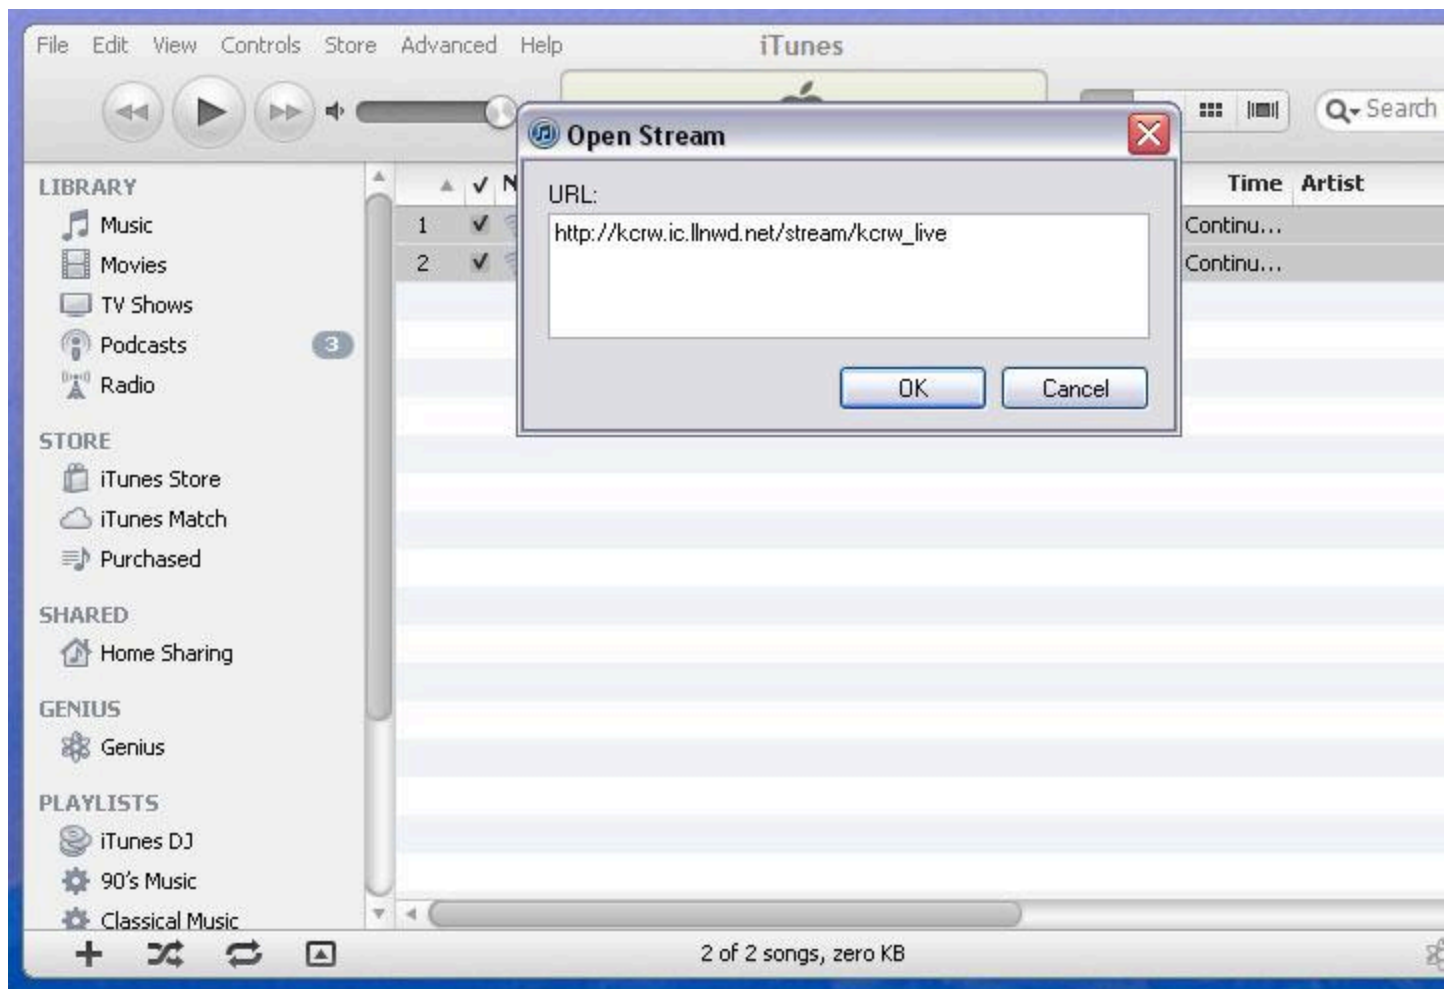 File Edit View Controls Store Advanced Help
iTunes
Search
Open Stream
URL:
http://kcrw.ic.llnwd.net/stream/kcrw_live
OK Cancel
LIBRARY
Music
Movies
TV Shows
Podcasts 3
Radio
STORE
iTunes Store
iTunes Match
Purchased
SHARED
Home Sharing
GENIUS
Genius
PLAYLISTS
iTunes DJ
90's Music
Classical Music
✓ N Time Artist
1 ✓ Continu...
2 ✓ Continu...
2 of 2 songs, zero KB